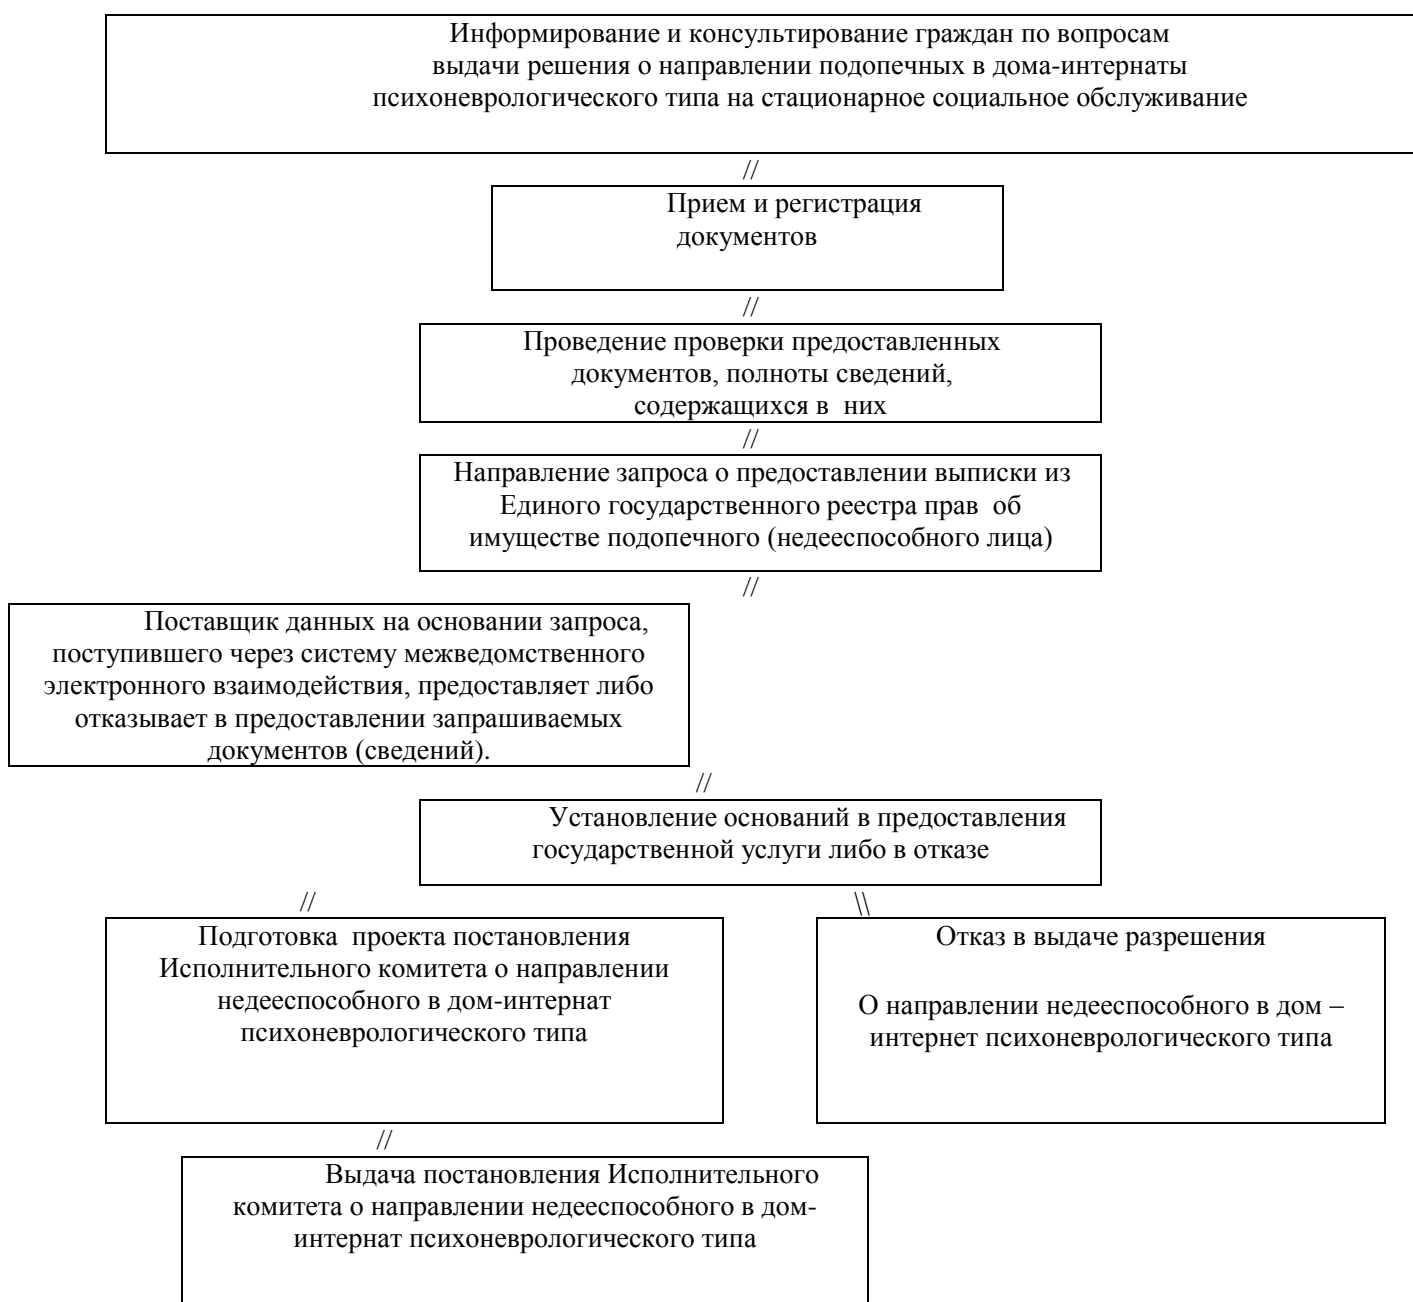 Информирование и консультирование граждан по вопросам
выдачи решения о направлении подопечных в дома-интернаты
психоневрологического типа на стационарное социальное обслуживание
//
Прием и регистрация
документов
//
Проведение проверки предоставленных
документов, полноты сведений,
содержащихся в них
//
Направление запроса о предоставлении выписки из
Единого государственного реестра прав об
имуществе подопечного (недееспособного лица)
//
Поставщик данных на основании запроса,
поступившего через систему межведомственного
электронного взаимодействия, предоставляет либо
отказывает в предоставлении запрашиваемых
документов (сведений).
//
Установление оснований в предоставления
государственной услуги либо в отказе
//
\\
Подготовка проекта постановления
Исполнительного комитета о направлении
недееспособного в дом-интернат
психоневрологического типа
Отказ в выдаче разрешения
О направлении недееспособного в дом –
интернет психоневрологического типа
//
Выдача постановления Исполнительного
комитета о направлении недееспособного в дом-
интернат психоневрологического типа